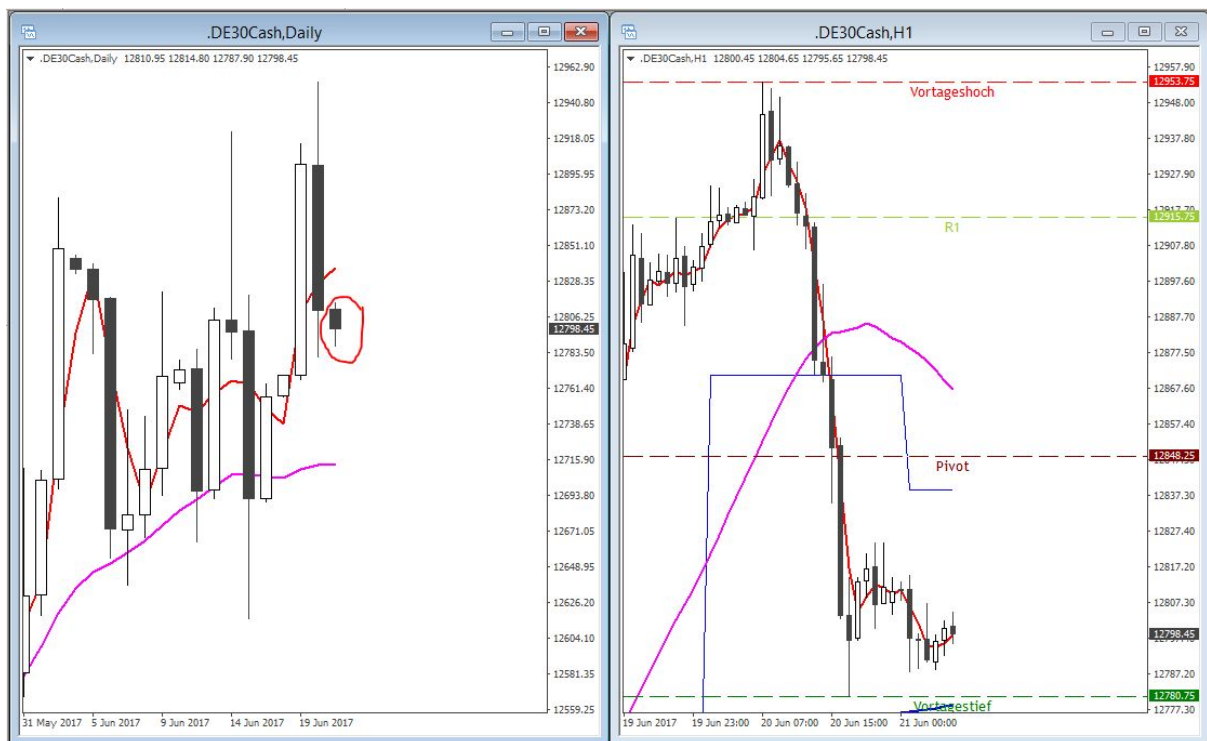 .DE30Cash,Daily
.DE30Cash,Daily 12810.95 12814.80 12787.90 12798.45
12962.90
12940.80
12918.05
12895.95
12873.20
12851.10
12828.35
12806.25
12798.45
12783.50
12761.40
12738.65
12715.90
12693.80
12671.05
12648.95
12626.20
12604.10
12581.35
12559.25
31 May 2017
5 Jun 2017
9 Jun 2017
14 Jun 2017
19 Jun 2017
.DE30Cash,H1
.DE30Cash,H1 12800.45 12804.65 12795.65 12798.45
12957.90
12953.75
Vortageshoch
12948.00
12937.80
12927.90
12915.75
R1
12907.80
12897.60
12887.70
12877.50
12867.60
12857.40
12848.25
Pivot
12837.30
12827.40
12817.20
12807.30
12798.45
12787.20
12780.75
Vortagestief
12777.30
19 Jun 2017
19 Jun 23:00
20 Jun 07:00
20 Jun 15:00
21 Jun 00:00